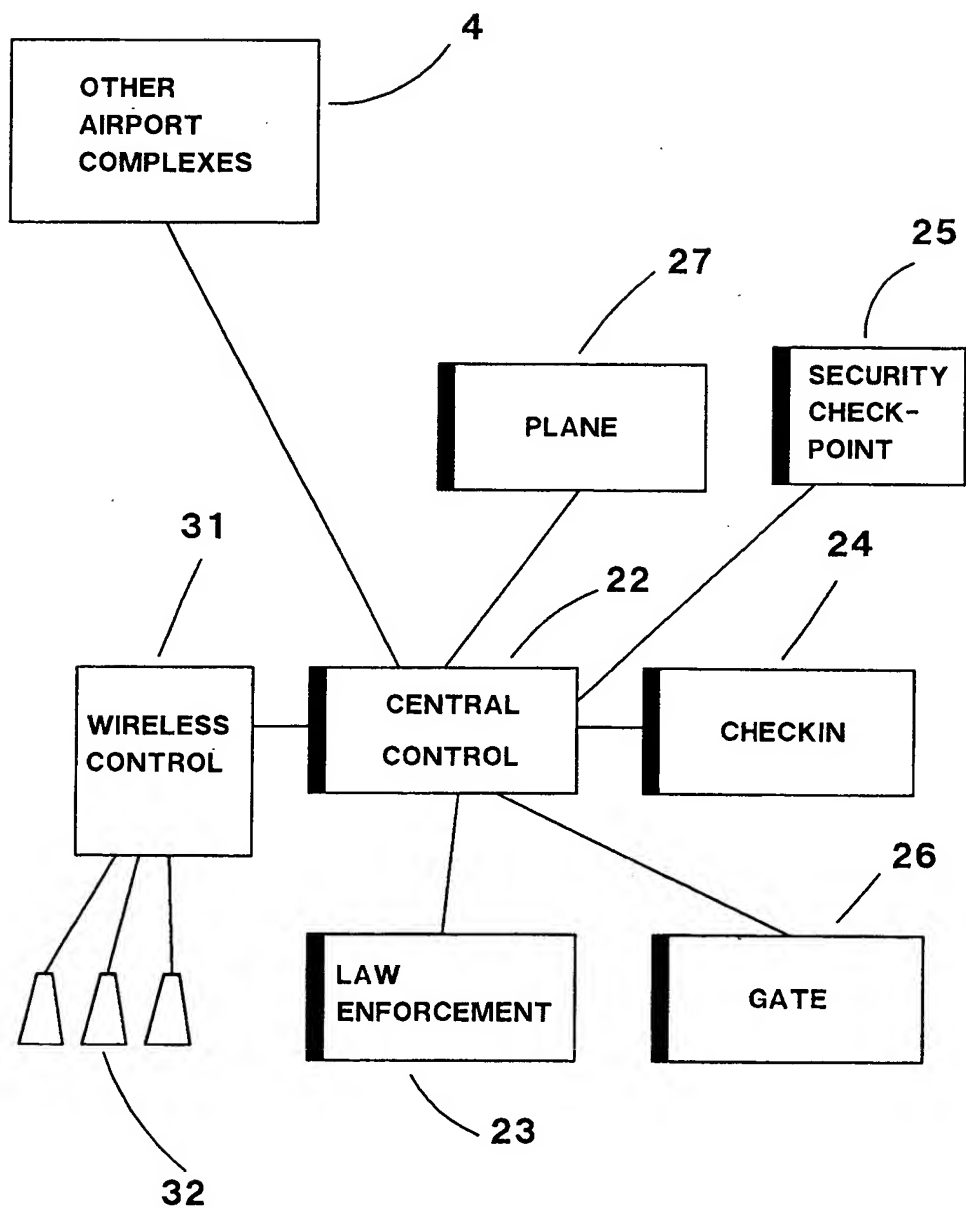 4
OTHER
AIRPORT
COMPLEXES
25
27
SECURITY
CHECK-
POINT
PLANE
31
24
22
WIRELESS
CONTROL
CENTRAL
CONTROL
CHECKIN
26
LAW
ENFORCEMENT
GATE
23
32